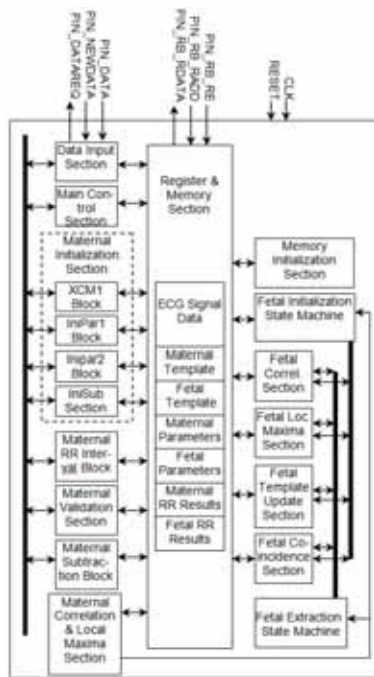 PIN_DATA
PIN_NEWDATA
PIN_DATAREQ
PIN_RB_RE
PIN_RB_RADD
PIN_RB_RDATA
CLK
RESET
Data Input
Section
Main Control
Section
Maternal
Initialization
Section
XCM1
Block
IniPar1
Block
Inipar2
Block
IniSub
Section
Maternal
RR Inter-
val Block
Maternal
Validation
Section
Maternal
Subtrac-
tion Block
Maternal
Correlation
& Local
Maxima
Section
Register &
Memory
Section
ECG Signal
Data
Maternal
Template
Fetal
Template
Maternal
Parameters
Fetal
Parameters
Maternal
RR Results
Fetal RR
Results
Memory
Initialization
Section
Fetal Initialization
State Machine
Fetal
Correl.
Section
Fetal Loc
Maxima
Section
Fetal
Template
Update
Section
Fetal Co-
incidence
Section
Fetal Extraction
State Machine